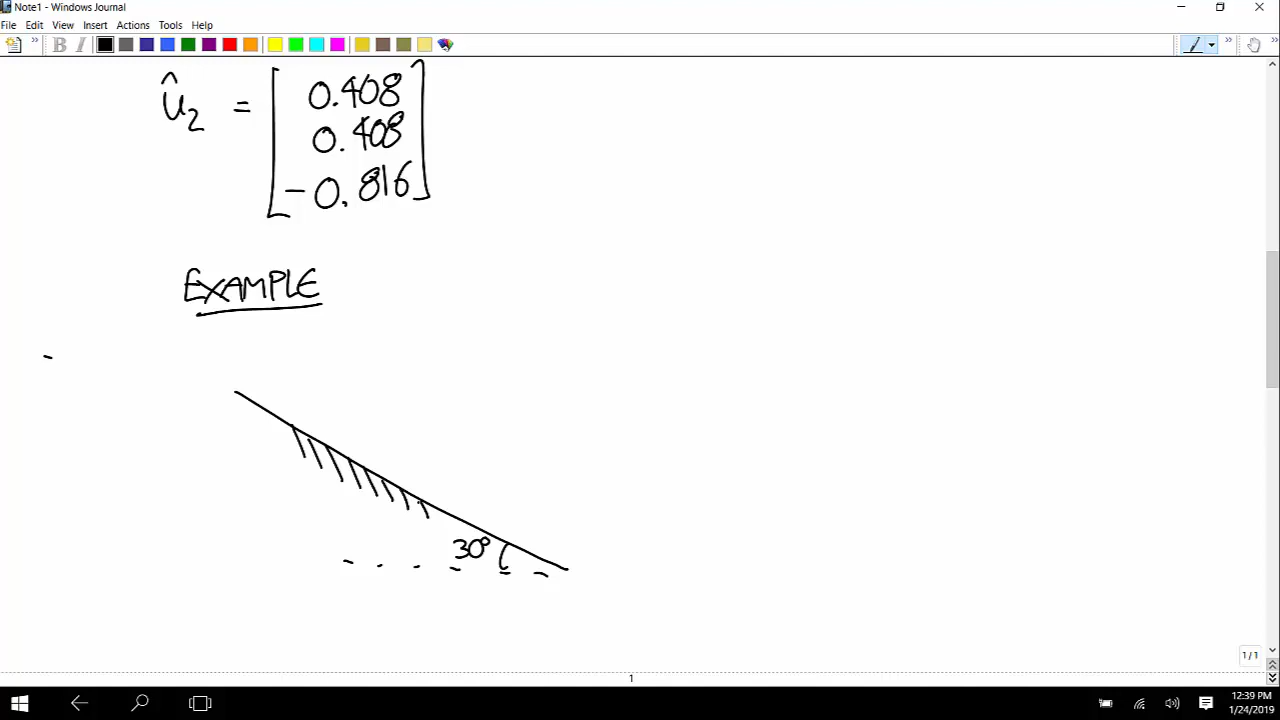 Note1 - Windows Journal
File Edit View Insert Actions Tools Help
B I
û₂ = [ 0.408
0.408
-0.816 ]
EXAMPLE
30°
1/1
1
12:39 PM
1/24/2019